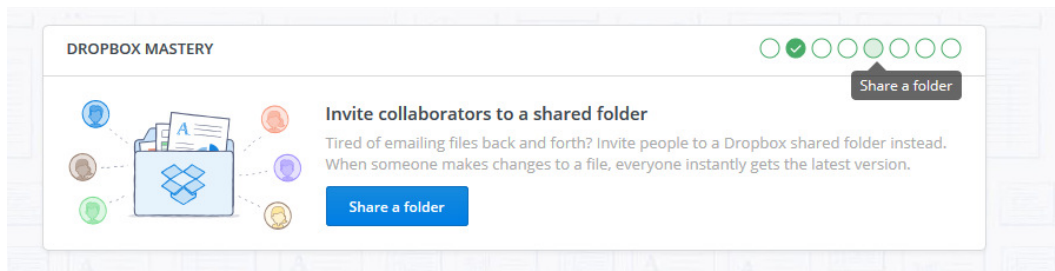 DROPBOX MASTERY
Share a folder
Invite collaborators to a shared folder
Tired of emailing files back and forth? Invite people to a Dropbox shared folder instead.
When someone makes changes to a file, everyone instantly gets the latest version.
A
Share a folder